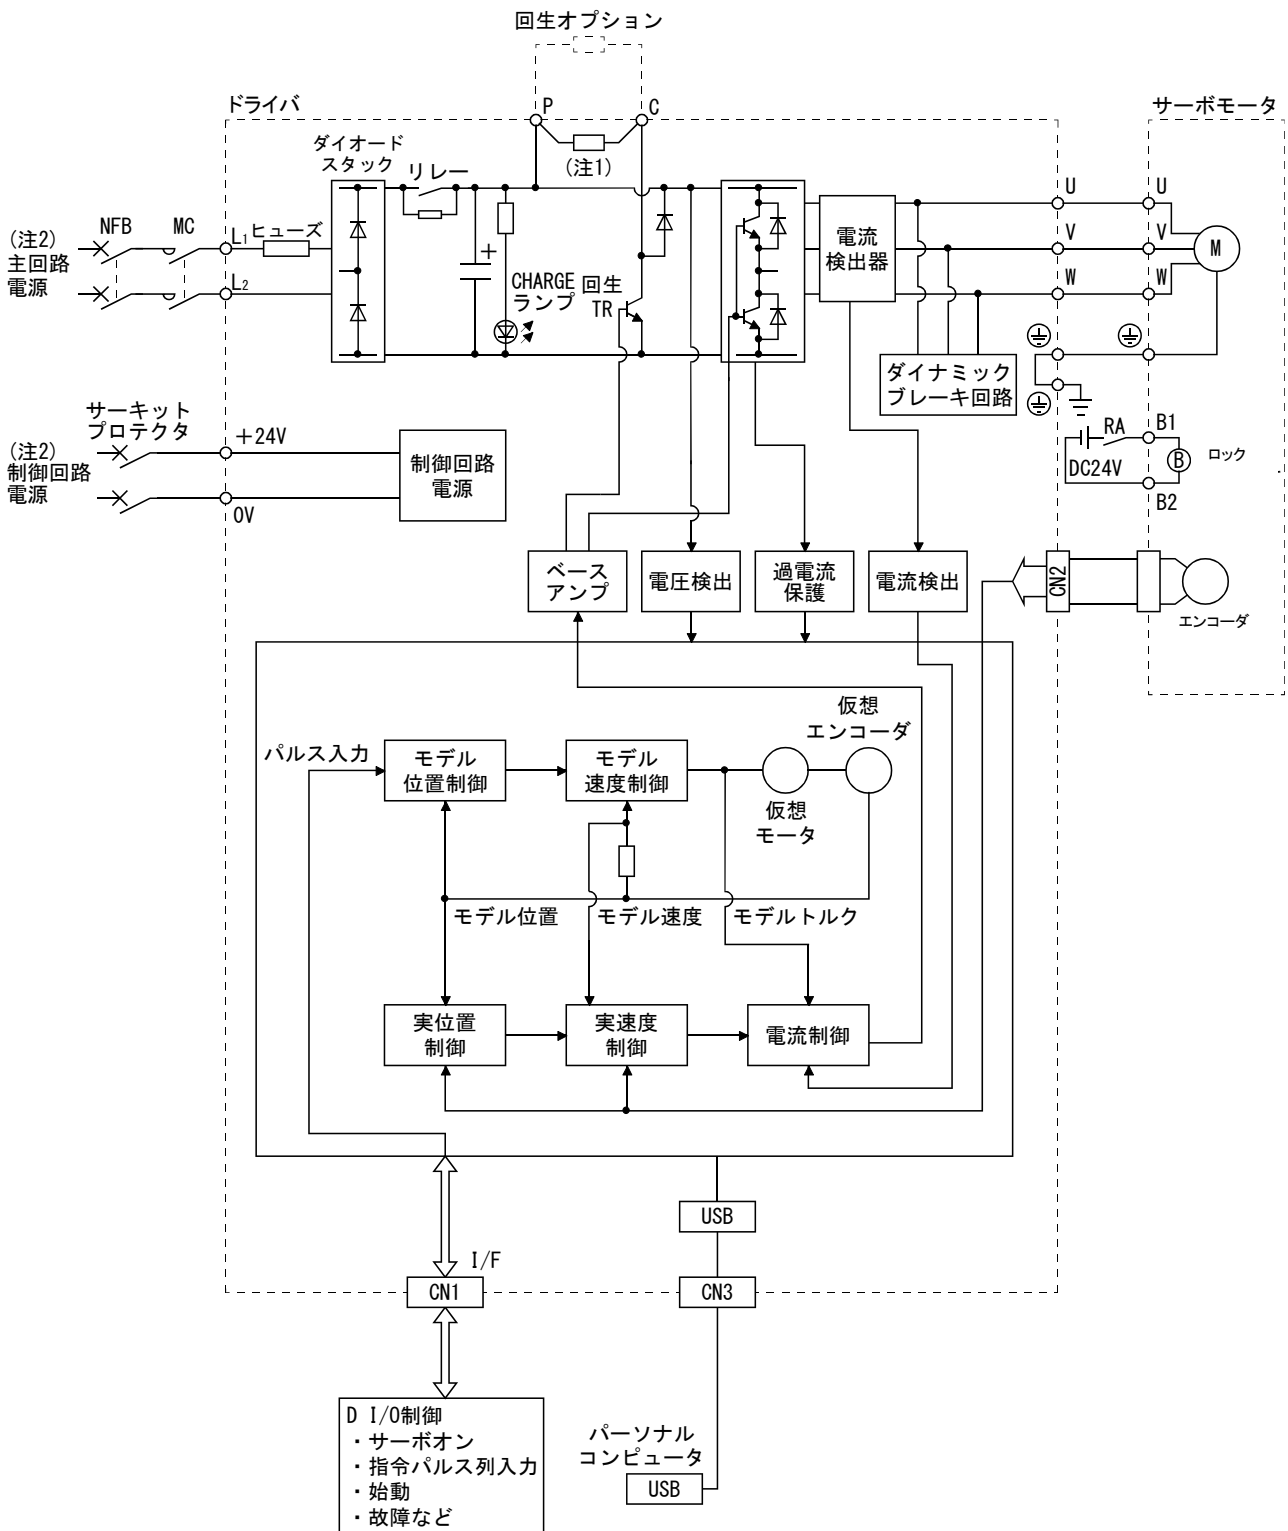 回生オプション
ドライバ
P
C
サーボモータ
ダイオード
スタック
リレー
(注1)
U
U
NFB
MC
L1
ヒューズ
(注2)
主回路
電源
電流
検出器
V
V
M
L2
W
W
CHARGE
ランプ
回生
TR
ダイナミック
ブレーキ回路
サーキット
プロテクタ
+24V
(注2)
制御回路
電源
0V
制御回路
電源
RA
B1
DC24V
B
ロック
B2
ベース
アンプ
電圧検出
過電流
保護
電流検出
CN2
エンコーダ
パルス入力
モデル
位置制御
モデル
速度制御
仮想
エンコーダ
仮想
モータ
モデル位置
モデル速度
モデルトルク
実位置
制御
実速度
制御
電流制御
USB
I/F
CN1
CN3
D I/O制御
・サーボオン
・指令パルス列入力
・始動
・故障など
パーソナル
コンピュータ
USB